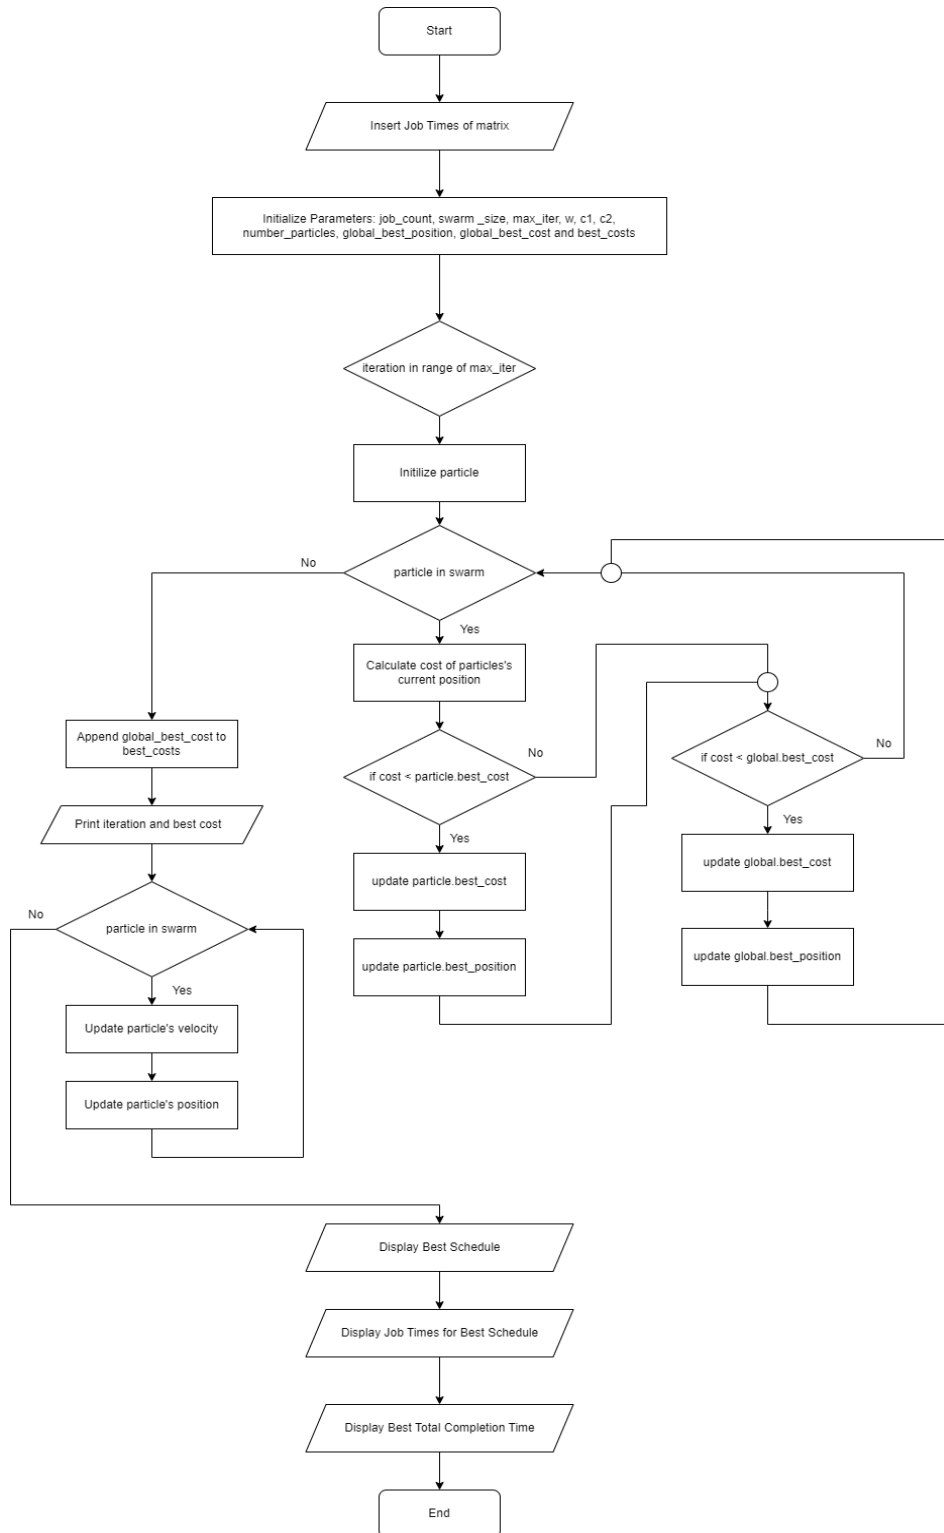 Start
Insert Job Times of matrix
Initialize Parameters: job_count, swarm _size, max_iter, w, c1, c2,
number_particles, global_best_position, global_best_cost and best_costs
iteration in range of max_iter
Initilize particle
No
particle in swarm
Yes
Calculate cost of particles's
current position
No
if cost < particle.best_cost
Yes
update particle.best_cost
update particle.best_position
if cost < global.best_cost
No
Yes
update global.best_cost
update global.best_position
Append global_best_cost to
best_costs
Print iteration and best cost
No
particle in swarm
Yes
Update particle's velocity
Update particle's position
Display Best Schedule
Display Job Times for Best Schedule
Display Best Total Completion Time
End